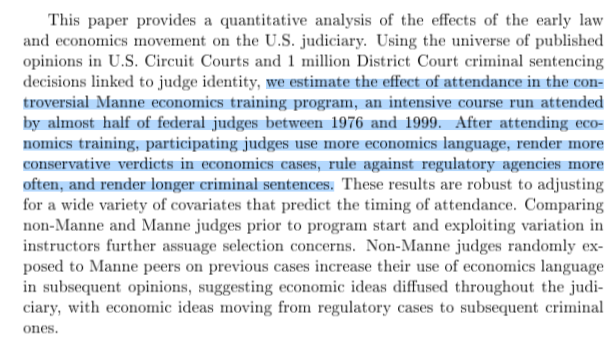 This paper provides a quantitative analysis of the effects of the early law
and economics movement on the U.S. judiciary. Using the universe of published
opinions in U.S. Circuit Courts and 1 million District Court criminal sentencing
decisions linked to judge identity, we estimate the effect of attendance in the con-
troversial Manne economics training program, an intensive course run attended
by almost half of federal judges between 1976 and 1999. After attending eco-
nomics training, participating judges use more economics language, render more
conservative verdicts in economics cases, rule against regulatory agencies more
often, and render longer criminal sentences. These results are robust to adjusting
for a wide variety of covariates that predict the timing of attendance. Comparing
non-Manne and Manne judges prior to program start and exploiting variation in
instructors further assuage selection concerns. Non-Manne judges randomly ex-
posed to Manne peers on previous cases increase their use of economics language
in subsequent opinions, suggesting economic ideas diffused throughout the judi-
ciary, with economic ideas moving from regulatory cases to subsequent criminal
ones.